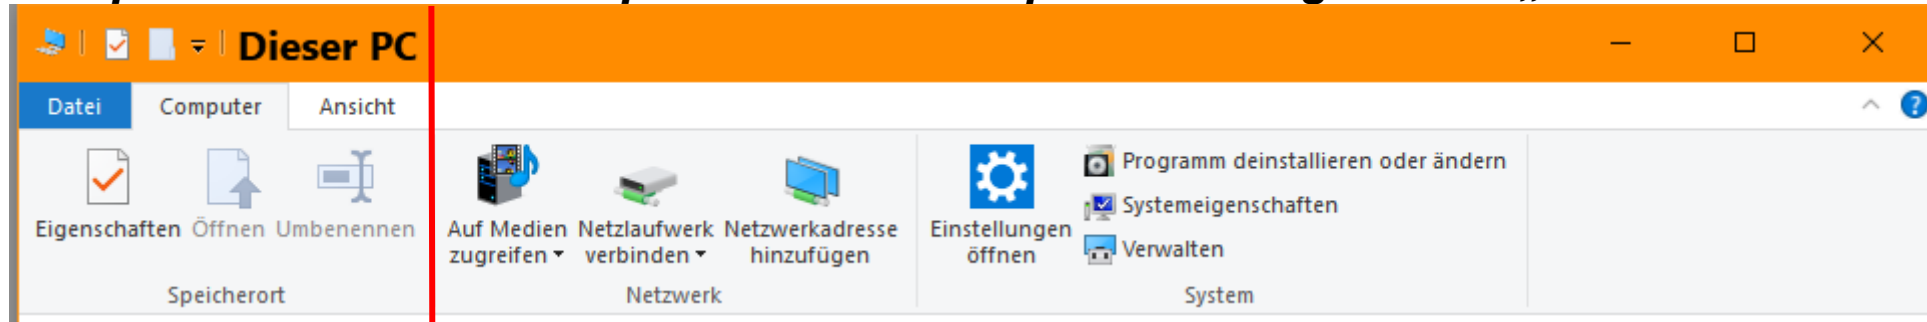 Dieser PC
Datei Computer Ansicht
Eigenschaften Öffnen Umbenennen
Auf Medien zugreifen
Netzlaufwerk verbinden
Netzwerkadresse hinzufügen
Einstellungen öffnen
Programm deinstallieren oder ändern
Systemeigenschaften
Verwalten
Speicherort Netzwerk System